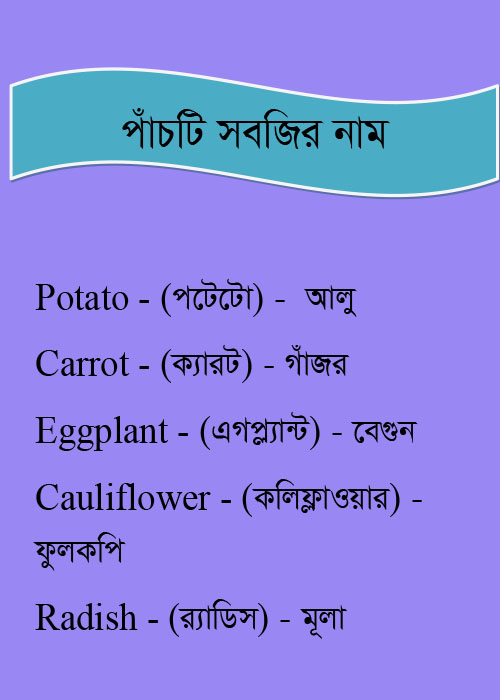 পাঁচটি সবজির নাম
Potato - (পটেটো) - আলু
Carrot - (ক্যারট) - গাঁজর
Eggplant - (এগপ্ল্যান্ট) - বেগুন
Cauliflower - (কলিফ্লাওয়ার) -
ফুলকপি
Radish - (র‍্যাডিস) - মূলা